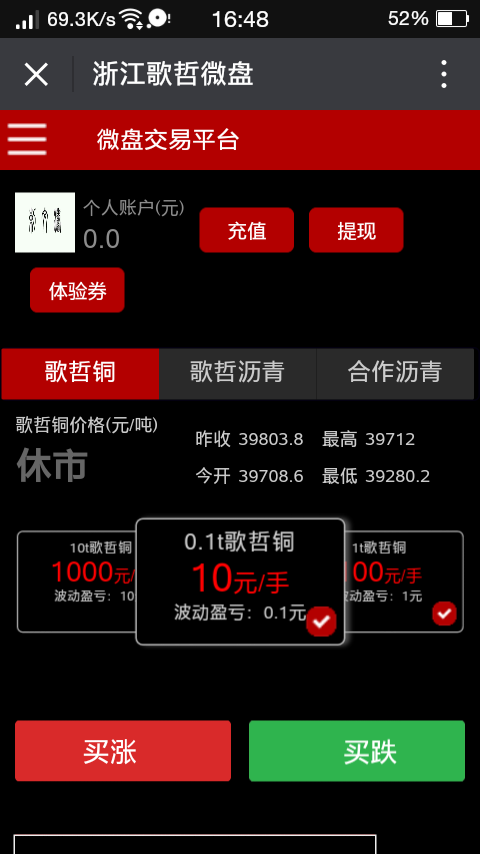 69.3K/s 16:48 52%
浙江歌哲微盘
微盘交易平台
个人账户(元)
0.0
充值 提现
体验券
歌哲铜 歌哲沥青 合作沥青
歌哲铜价格(元/吨)
休市
昨收 39803.8 最高 39712
今开 39708.6 最低 39280.2
10t歌哲铜
1000元/
波动盈亏：10
0.1t歌哲铜
10元/手
波动盈亏：0.1元
1t歌哲铜
100元/手
波动盈亏：1元
买涨 买跌